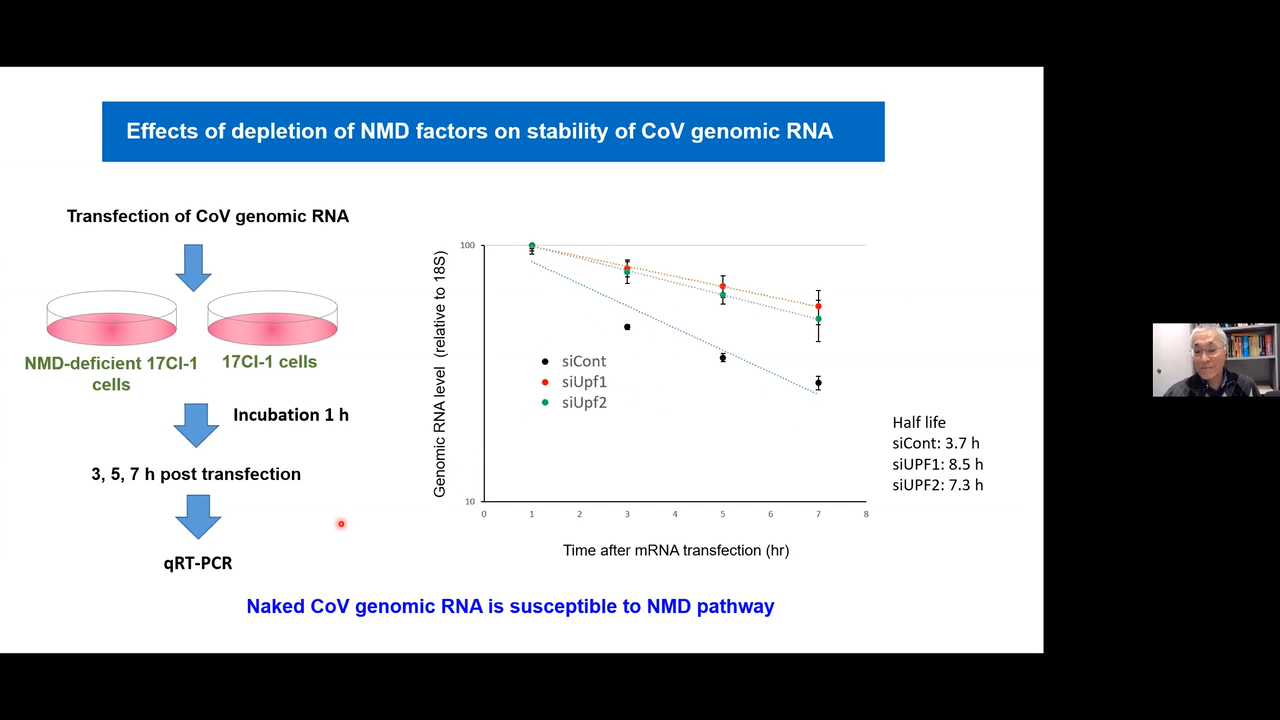 Effects of depletion of NMD factors on stability of CoV genomic RNA
Transfection of CoV genomic RNA
NMD-deficient 17Cl-1
cells
17Cl-1 cells
Incubation 1 h
3, 5, 7 h post transfection
qRT-PCR
Genomic RNA level (relative to 18S)
100
10
0 1 2 3 4 5 6 7 8
Time after mRNA transfection (hr)
siCont
siUpf1
siUpf2
Half life
siCont: 3.7 h
siUPF1: 8.5 h
siUPF2: 7.3 h
Naked CoV genomic RNA is susceptible to NMD pathway